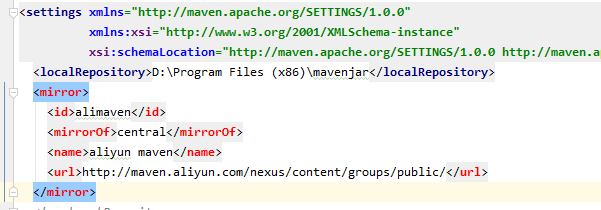 <settings xmlns="http://maven.apache.org/SETTINGS/1.0.0"
xmlns:xsi="http://www.w3.org/2001/XMLSchema-instance"
xsi:schemaLocation="http://maven.apache.org/SETTINGS/1.0.0 http://maven.a
<localRepository>D:\Program Files (x86)\mavenjar</localRepository>
<mirror>
<id>alimaven</id>
<mirrorOf>central</mirrorOf>
<name>aliyun maven</name>
<url>http://maven.aliyun.com/nexus/content/groups/public/</url>
</mirror>